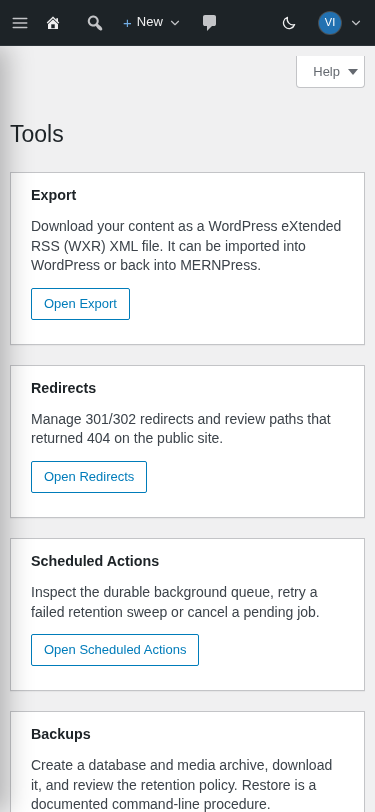 + New
VI
Help
Tools
Export
Download your content as a WordPress eXtended
RSS (WXR) XML file. It can be imported into
WordPress or back into MERNPress.
Open Export
Redirects
Manage 301/302 redirects and review paths that
returned 404 on the public site.
Open Redirects
Scheduled Actions
Inspect the durable background queue, retry a
failed retention sweep or cancel a pending job.
Open Scheduled Actions
Backups
Create a database and media archive, download
it, and review the retention policy. Restore is a
documented command-line procedure.